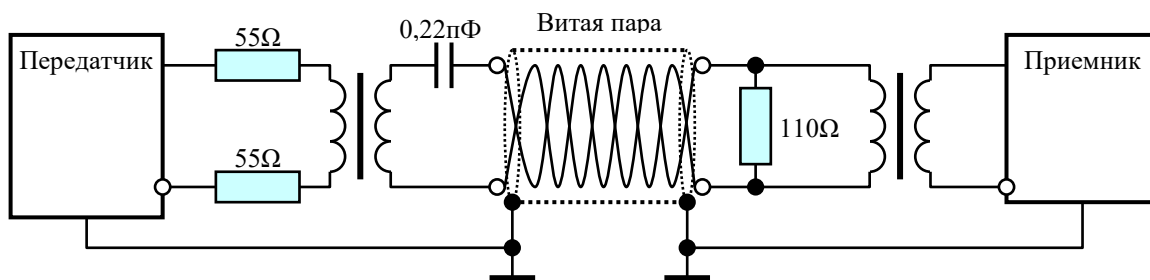 Витая пара
0,22пФ
55Ω
Передатчик
Приемник
110Ω
55Ω